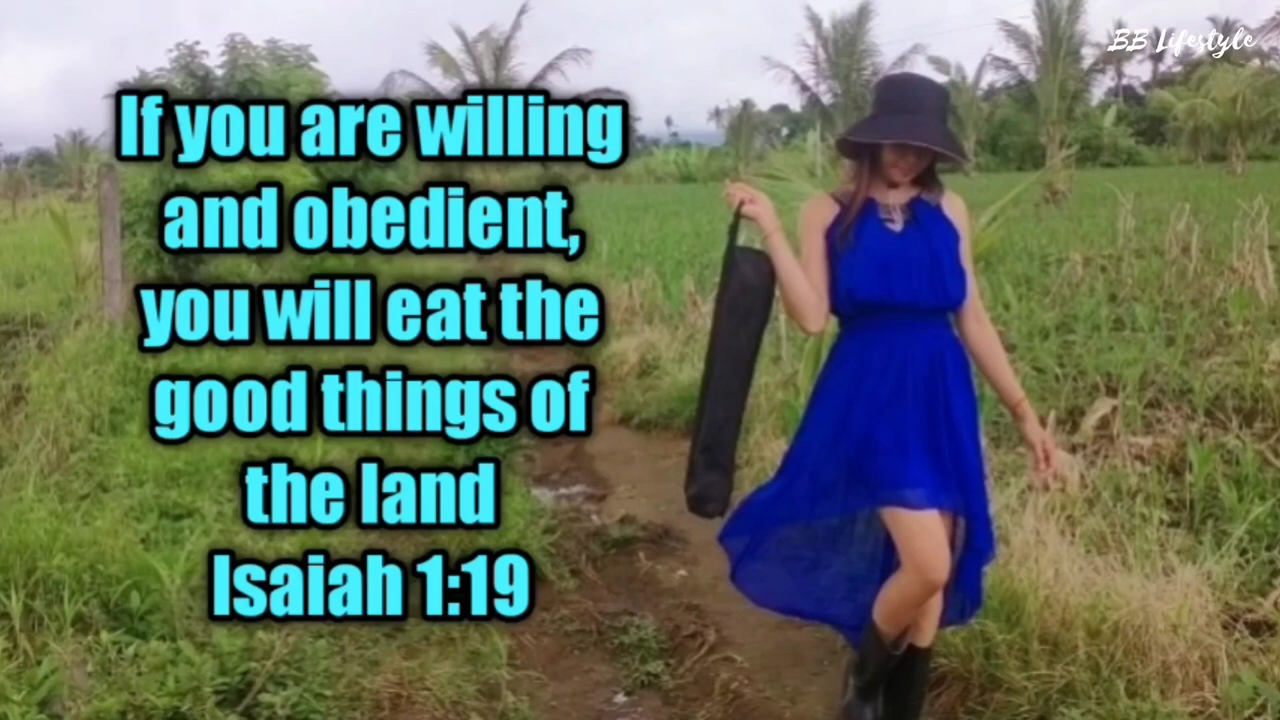 BB Lifestyle
If you are willing
and obedient,
you will eat the
good things of
the land
Isaiah 1:19